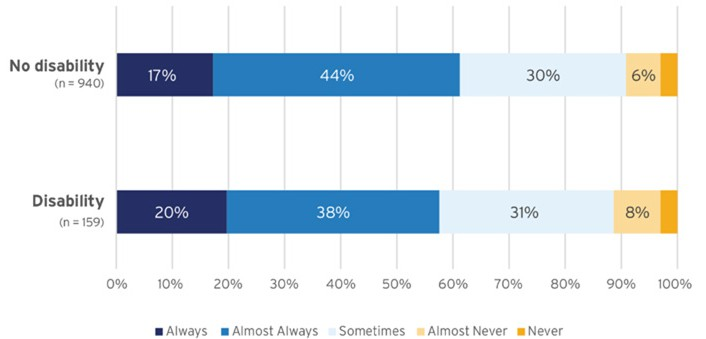 No disability
(n = 940)
17% 44% 30% 6%
Disability
(n = 159)
20% 38% 31% 8%
0% 10% 20% 30% 40% 50% 60% 70% 80% 90% 100%
Always Almost Always Sometimes Almost Never Never